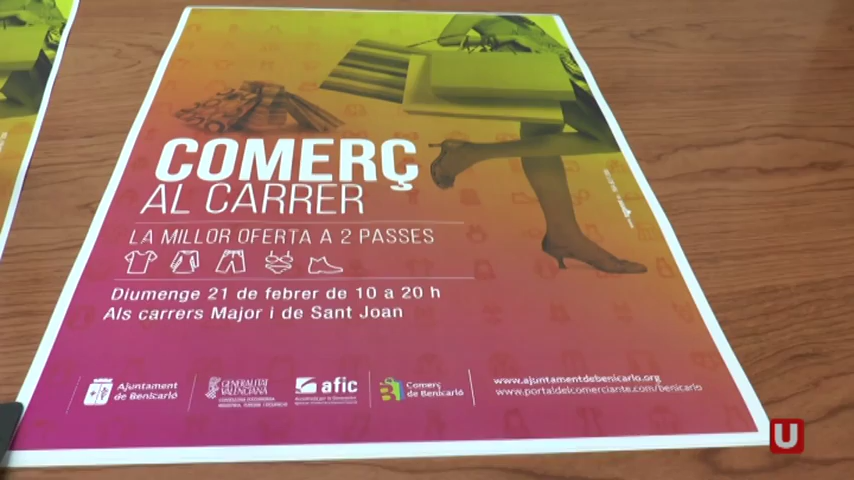 COMERÇ
AL CARRER
LA MILLOR OFERTA A 2 PASSES
Diumenge 21 de febrer de 10 a 20 h
Als carrers Major i de Sant Joan
Ajuntament
de Benicarló
GENERALITAT
VALENCIANA
afic
Comerç
de Benicarló
www.ajuntamentdebenicarlo.org
www.portaldelcomerciante.com/benicarlo
U